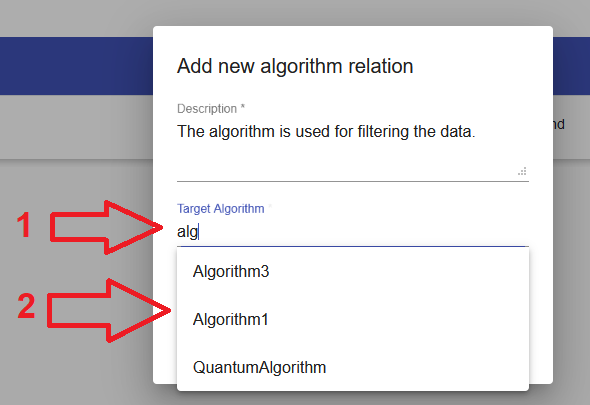 Add new algorithm relation
Description *
nd
The algorithm is used for filtering the data.
Target Algorithm *
1
alg
Algorithm3
2
Algorithm1
QuantumAlgorithm